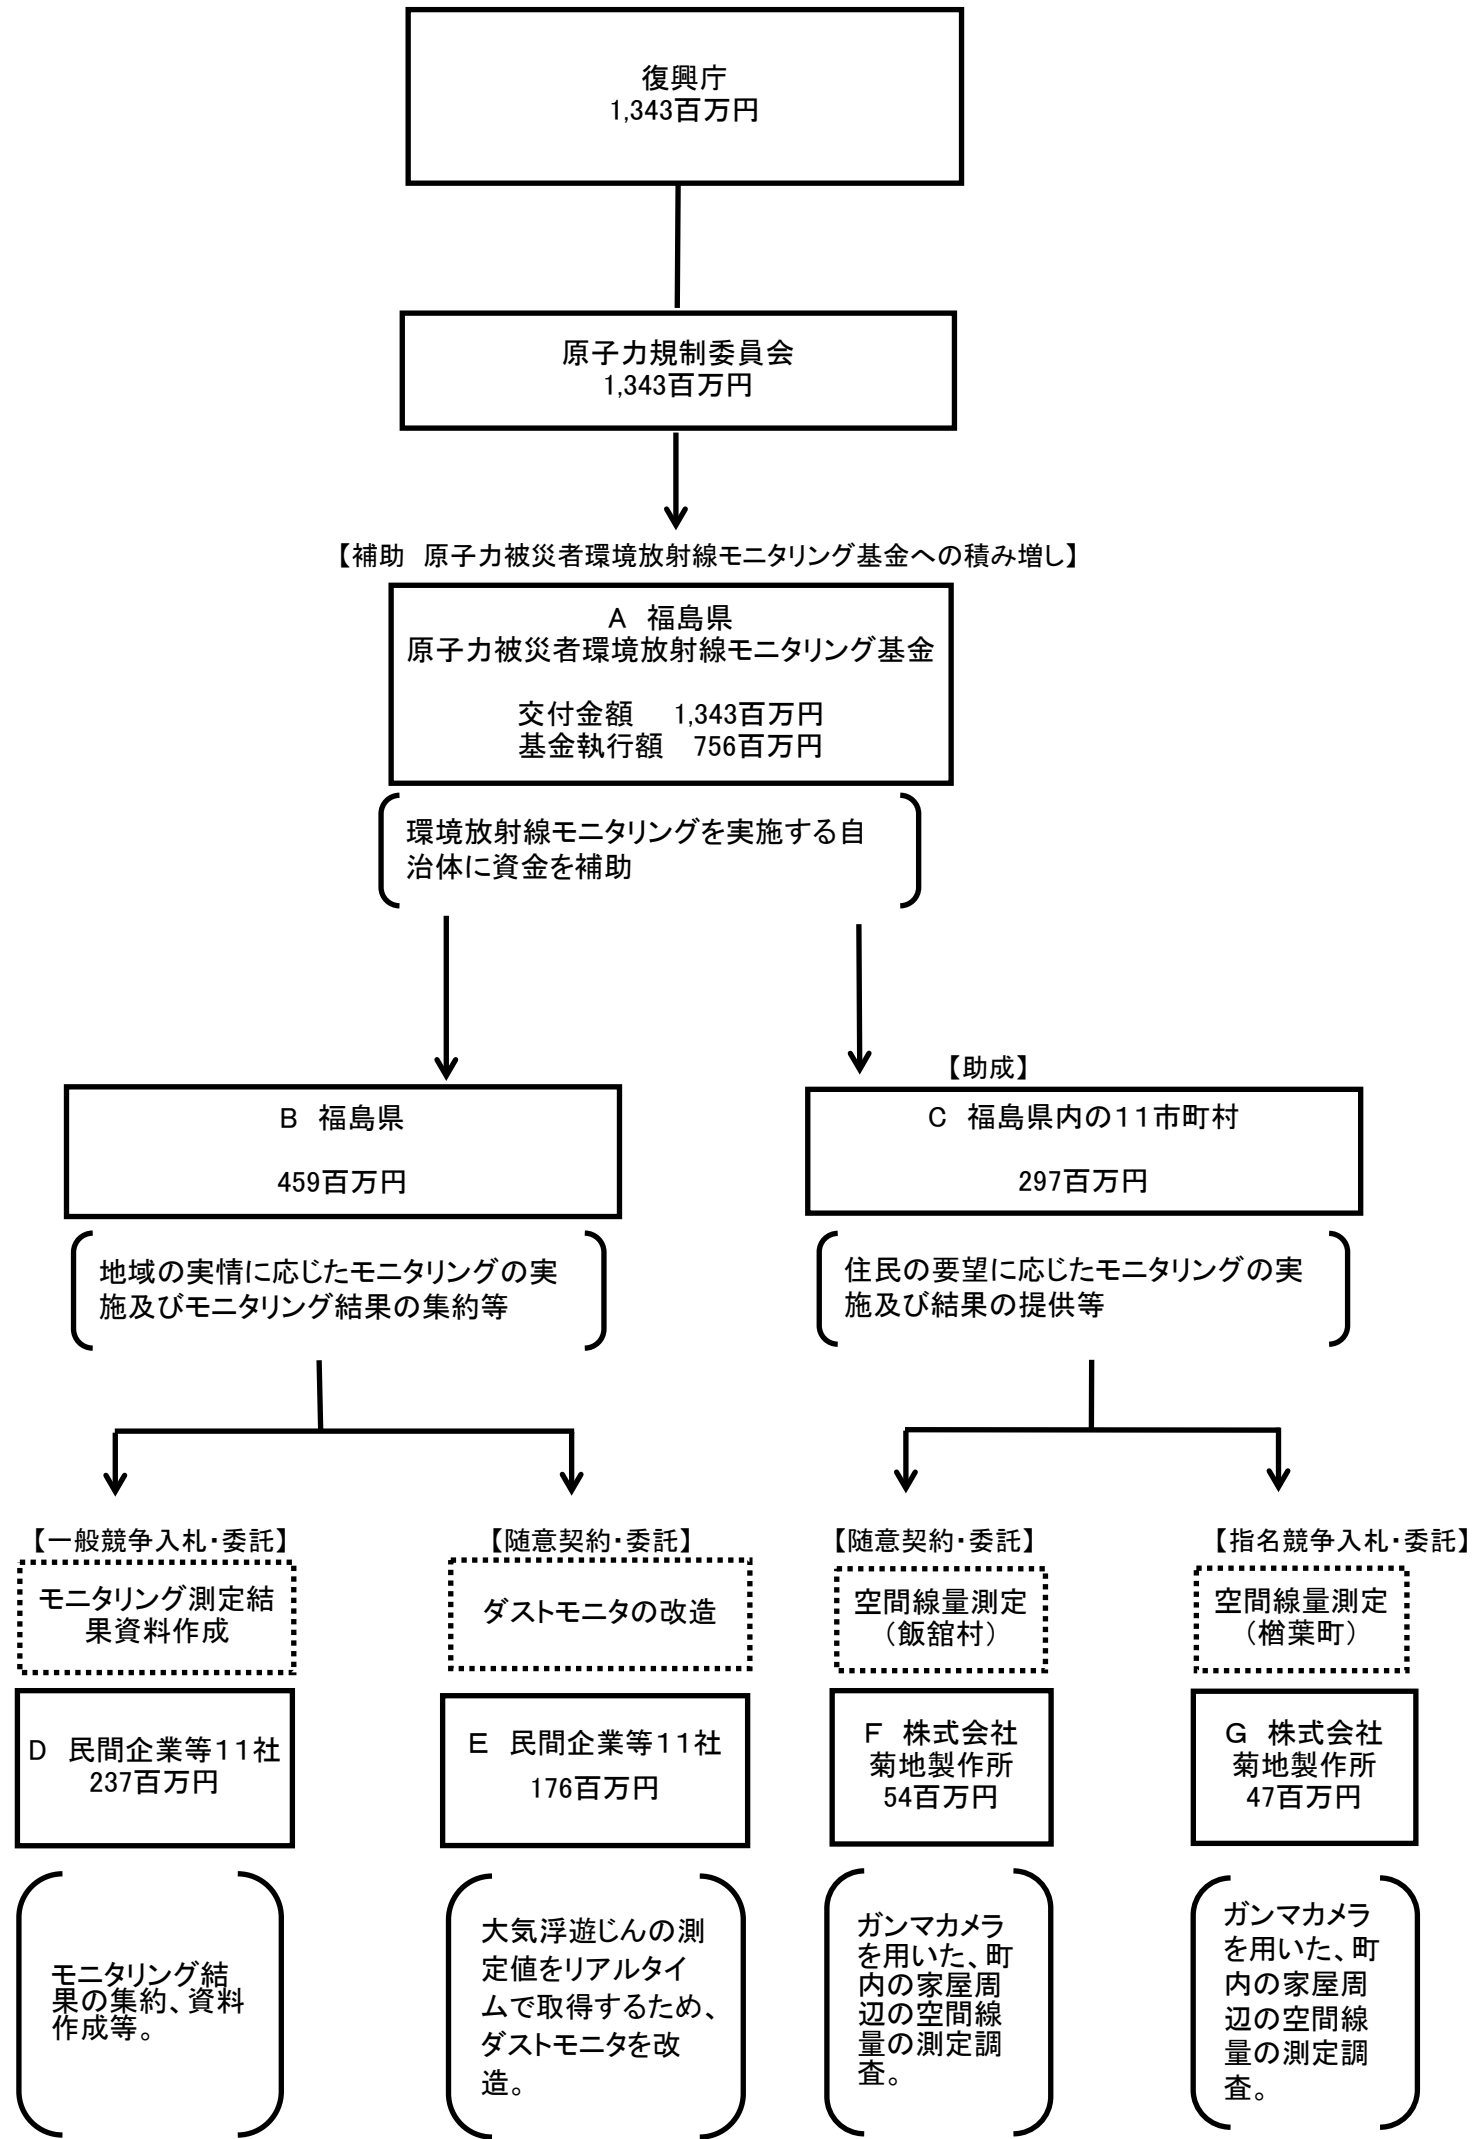 復興庁
1,343百万円
原子力規制委員会
1,343百万円
【補助　原子力被災者環境放射線モニタリング基金への積み増し】
A　福島県
原子力被災者環境放射線モニタリング基金
交付金額　1,343百万円
基金執行額　756百万円
環境放射線モニタリングを実施する自
治体に資金を補助
B　福島県
459百万円
地域の実情に応じたモニタリングの実
施及びモニタリング結果の集約等
【助成】
C　福島県内の11市町村
297百万円
住民の要望に応じたモニタリングの実
施及び結果の提供等
【一般競争入札・委託】
モニタリング測定結
果資料作成
D　民間企業等11社
237百万円
モニタリング結
果の集約、資料
作成等。
【随意契約・委託】
ダストモニタの改造
E　民間企業等11社
176百万円
大気浮遊じんの測
定値をリアルタイ
ムで取得するため、
ダストモニタを改
造。
【随意契約・委託】
空間線量測定
（飯舘村）
F　株式会社
菊地製作所
54百万円
ガンマカメラ
を用いた、町
内の家屋周
辺の空間線
量の測定調
査。
【指名競争入札・委託】
空間線量測定
（楢葉町）
G　株式会社
菊地製作所
47百万円
ガンマカメラ
を用いた、町
内の家屋周
辺の空間線
量の測定調
査。